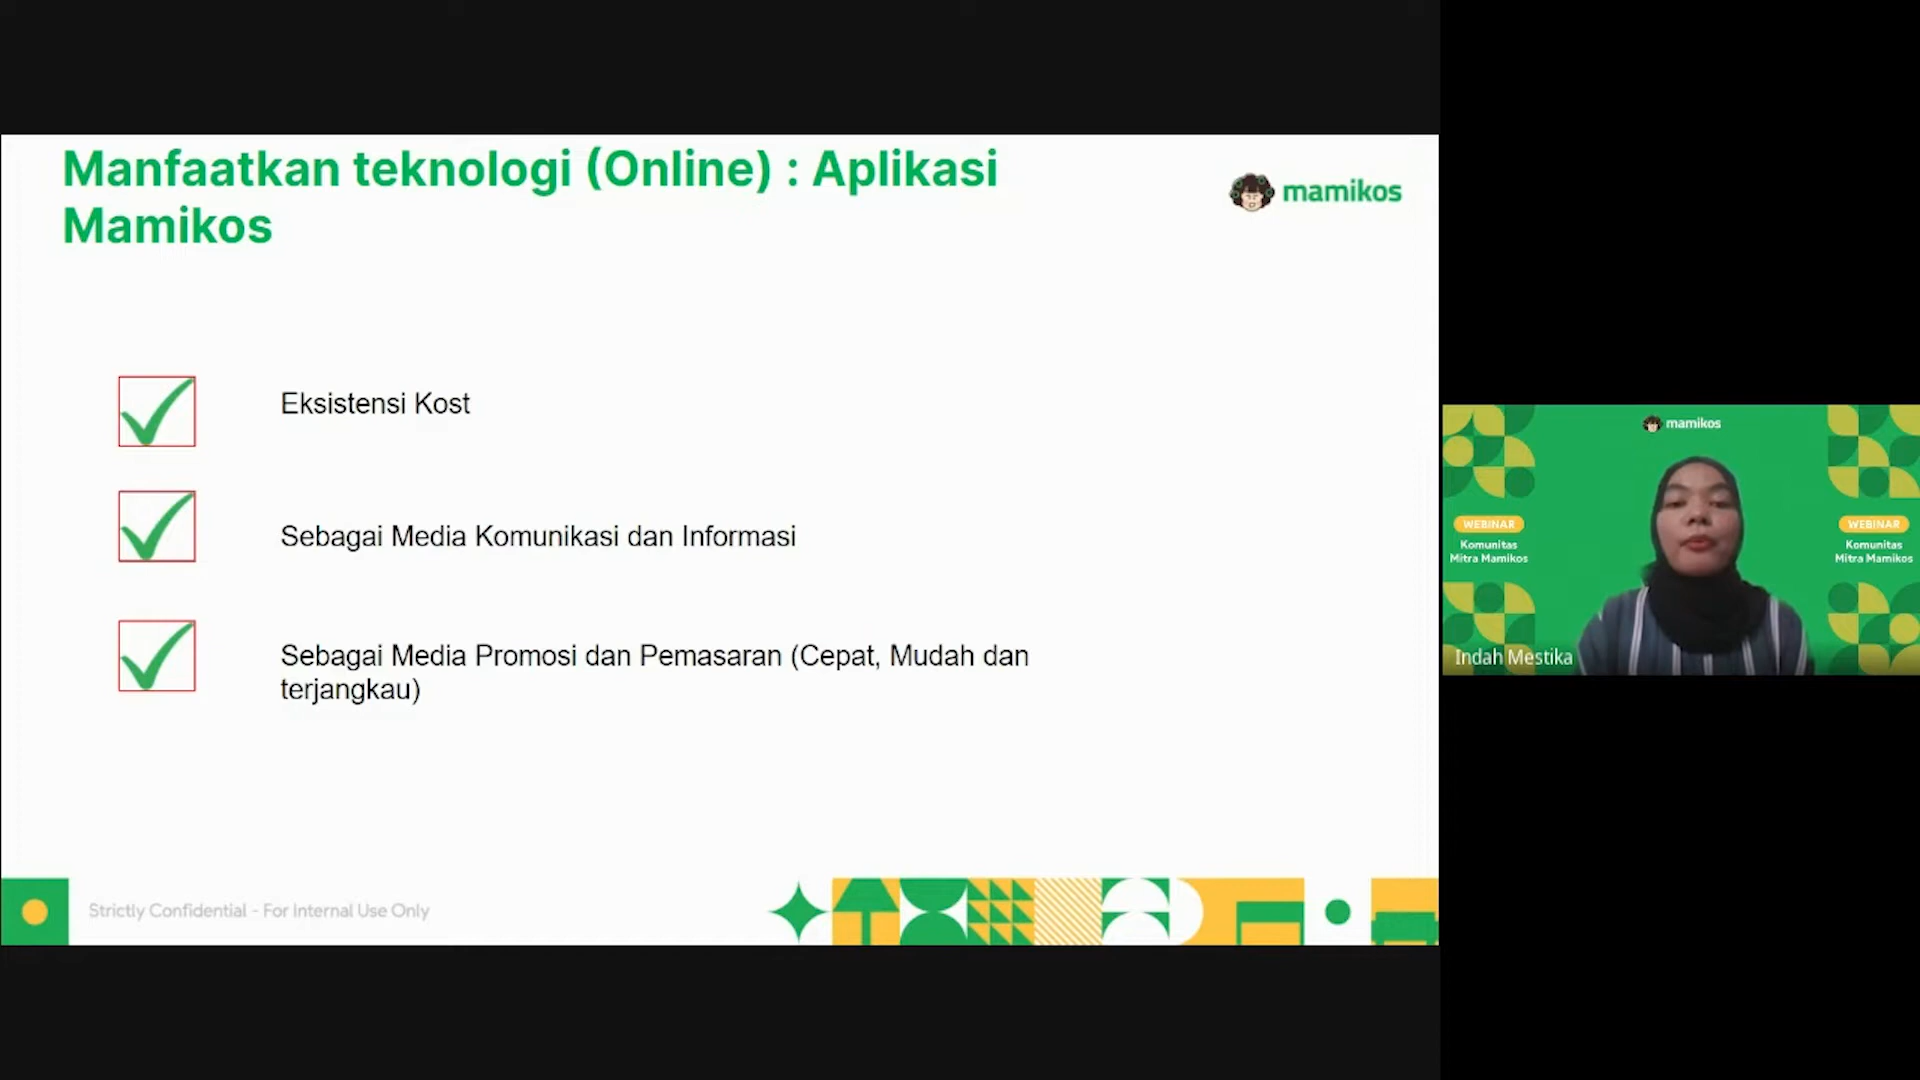 Manfaatkan teknologi (Online) : Aplikasi
Mamikos
mamikos
Eksistensi Kost
Sebagai Media Komunikasi dan Informasi
Sebagai Media Promosi dan Pemasaran (Cepat, Mudah dan
terjangkau)
Strictly Confidential - For Internal Use Only
mamikos
WEBINAR
Komunitas
Mitra Mamikos
WEBINAR
Komunitas
Mitra Mamikos
Indah Mestika